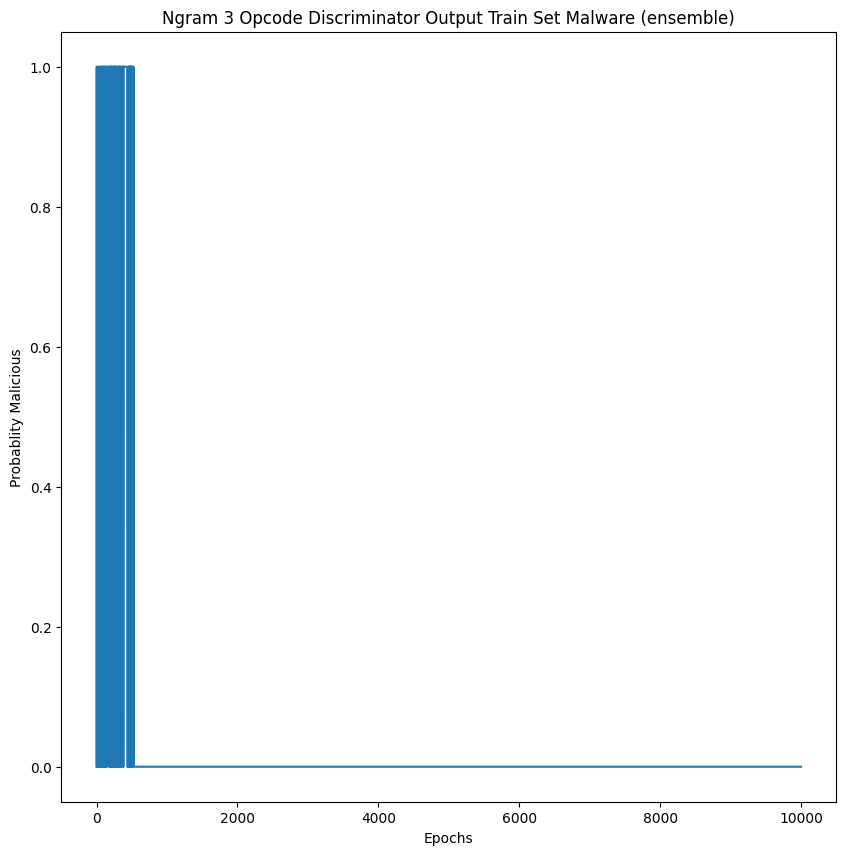 Ngram 3 Opcode Discriminator Output Train Set Malware (ensemble)
1.0
0.8
0.6
0.4
0.2
0.0
Probablity Malicious
0 2000 4000 6000 8000 10000
Epochs